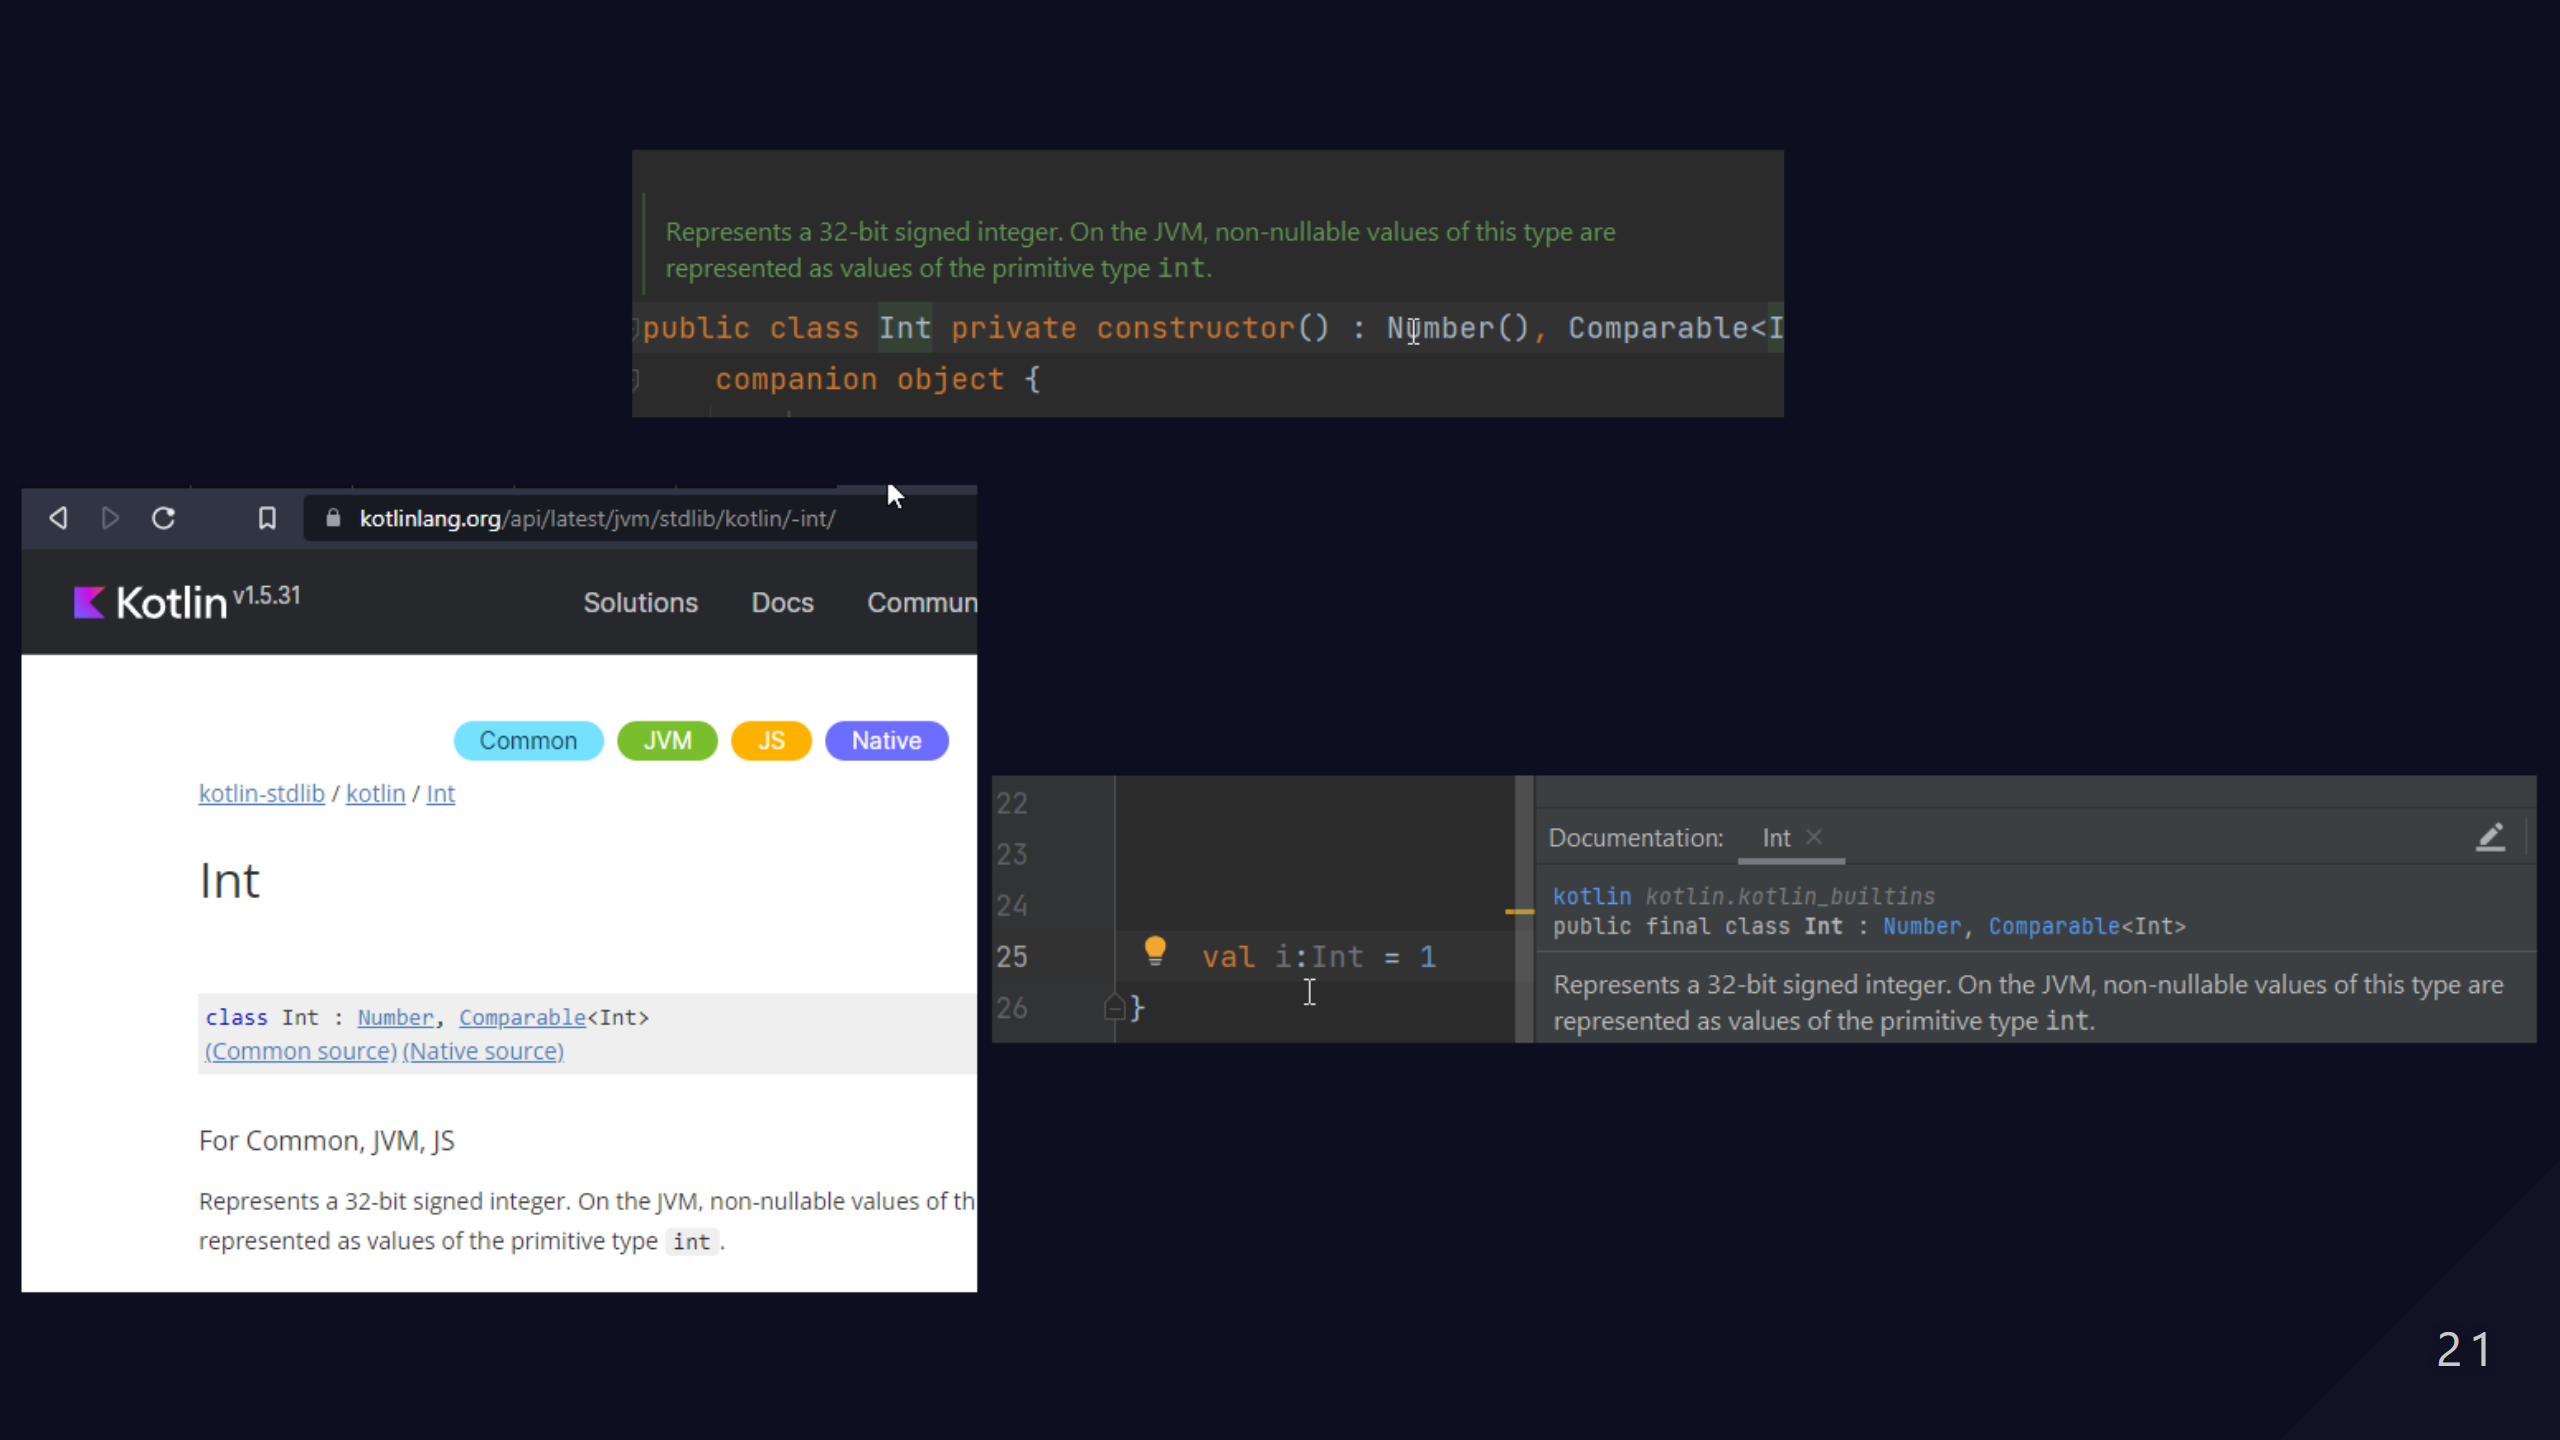 Represents a 32-bit signed integer. On the JVM, non-nullable values of this type are
represented as values of the primitive type int.
public class Int private constructor() : Number(), Comparable<I
companion object {
kotlinlang.org/api/latest/jvm/stdlib/kotlin/-int/
Kotlin v1.5.31 Solutions Docs Commun
Common JVM JS Native
kotlin-stdlib / kotlin / Int
Int
class Int : Number, Comparable<Int>
(Common source) (Native source)
For Common, JVM, JS
Represents a 32-bit signed integer. On the JVM, non-nullable values of th
represented as values of the primitive type int.
22
23
24
25 val i:Int = 1
26 }
Documentation: Int ×
kotlin kotlin.kotlin_builtins
public final class Int : Number, Comparable<Int>
Represents a 32-bit signed integer. On the JVM, non-nullable values of this type are
represented as values of the primitive type int.
21